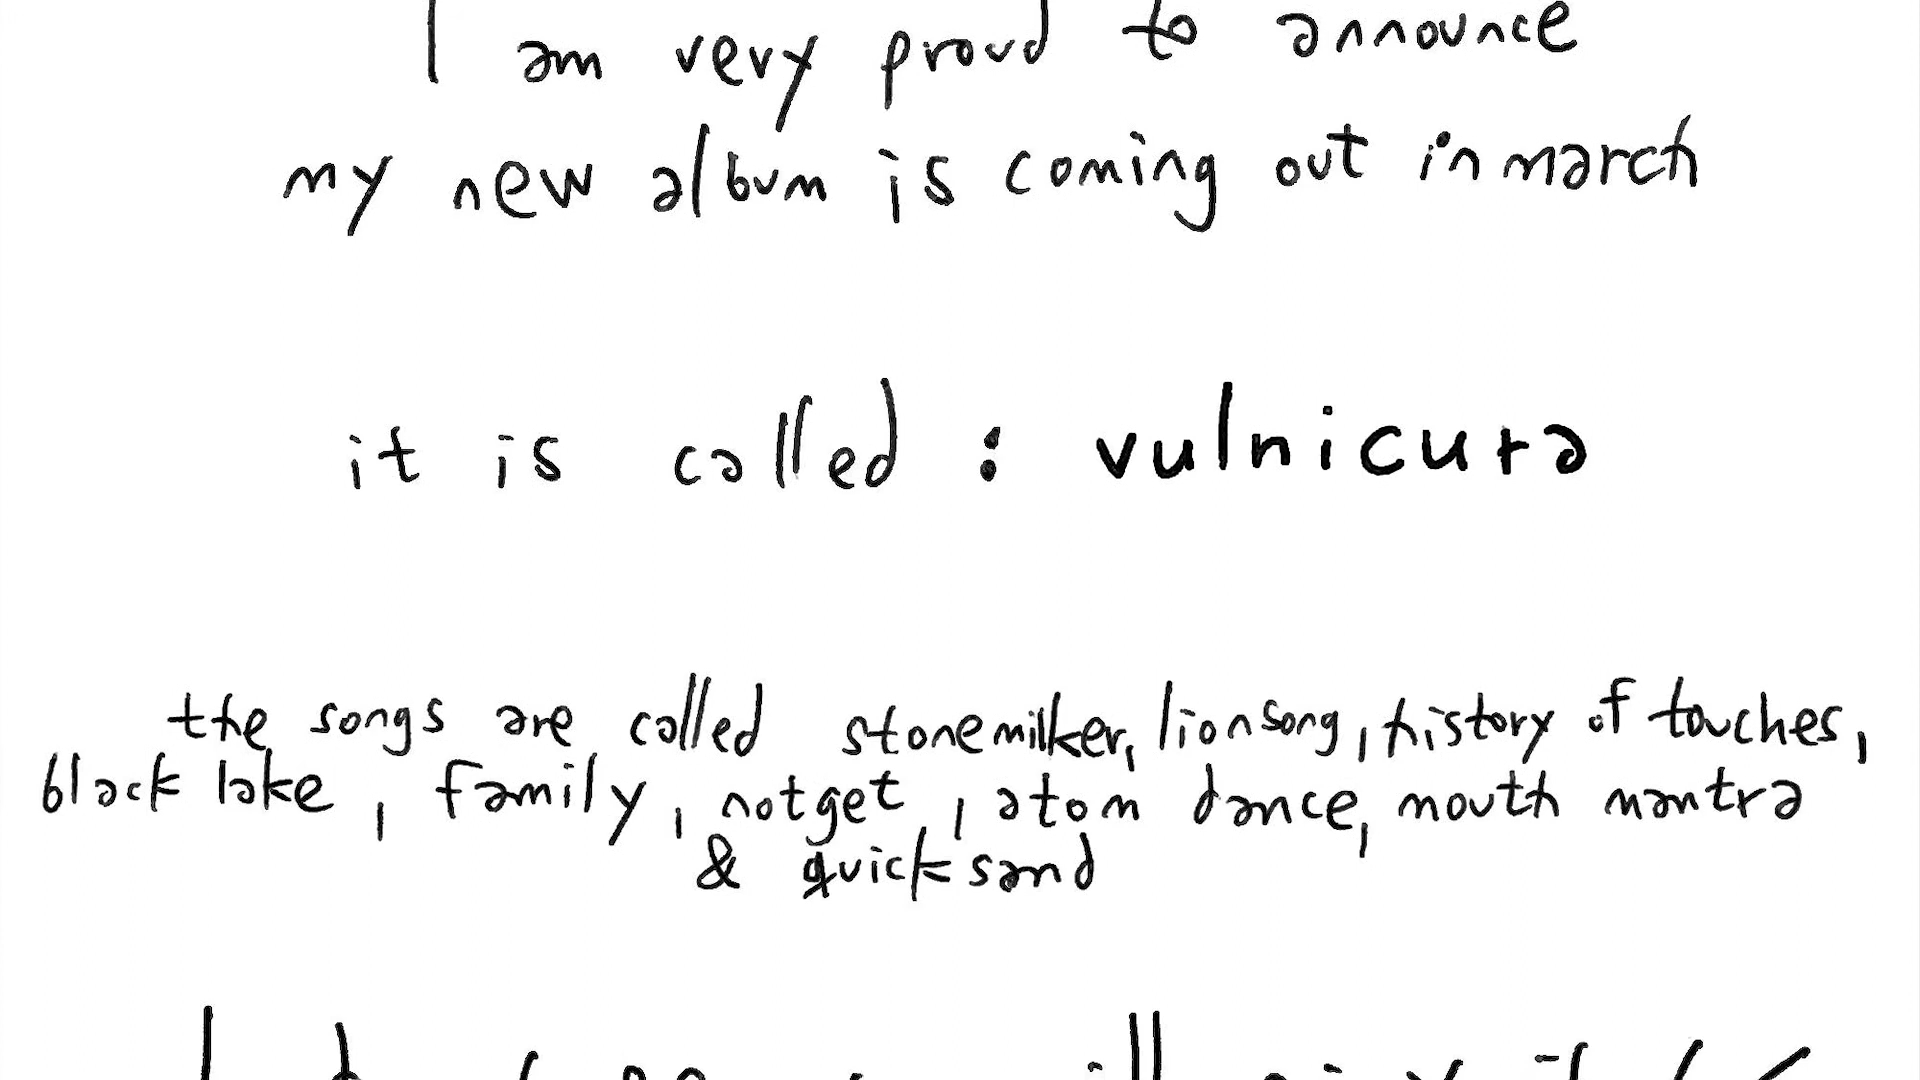 I am very proud to announce
my new album is coming out in march
it is called : vulnicura
the songs are called stonemilker, lionsong, history of touches,
black lake, family, notget, atom dance, mouth mantra
& quicksand